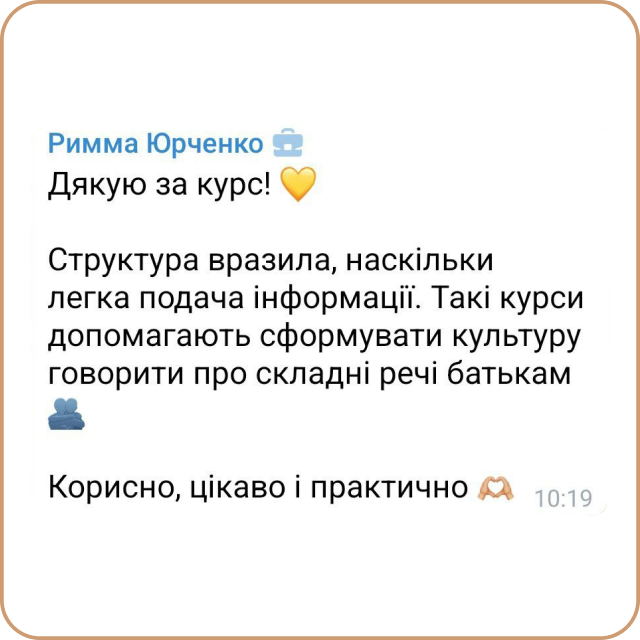 Римма Юрченко
Дякую за курс! 💛
Структура вразила, наскільки
легка подача інформації. Такі курси
допомагають сформувати культуру
говорити про складні речі батькам
🫂
Корисно, цікаво і практично 🫶🏼 10:19